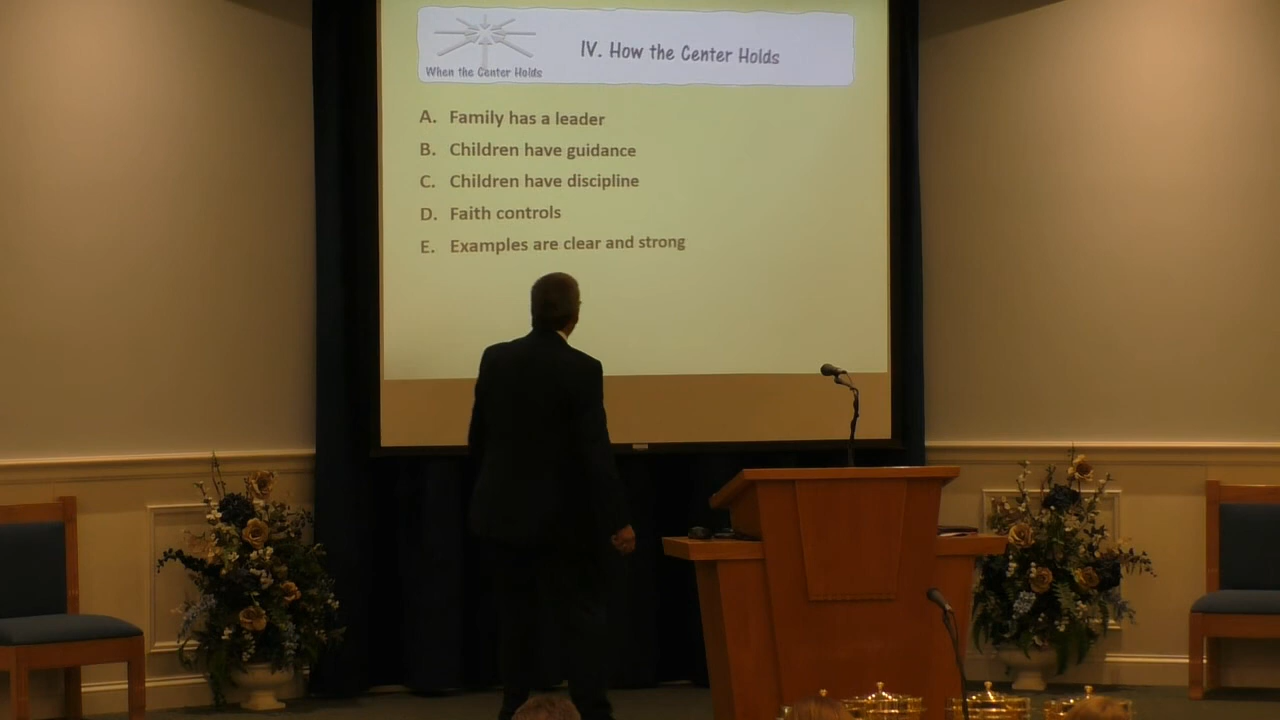 IV. How the Center Holds
When the Center Holds
A. Family has a leader
B. Children have guidance
C. Children have discipline
D. Faith controls
E. Examples are clear and strong